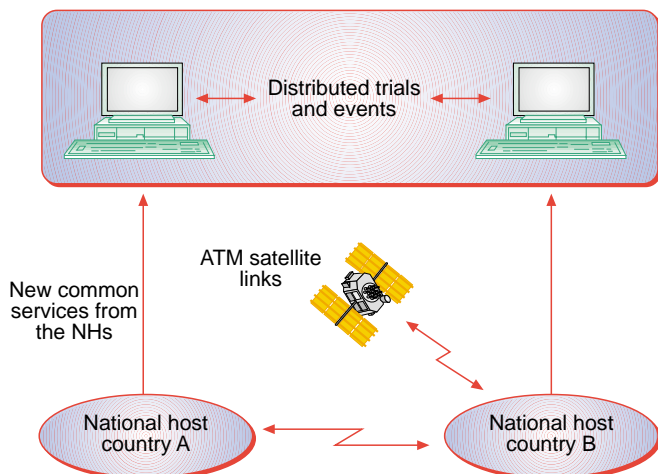 Distributed trials
and events
ATM satellite
links
New common
services from
the NHs
National host
country A
National host
country B